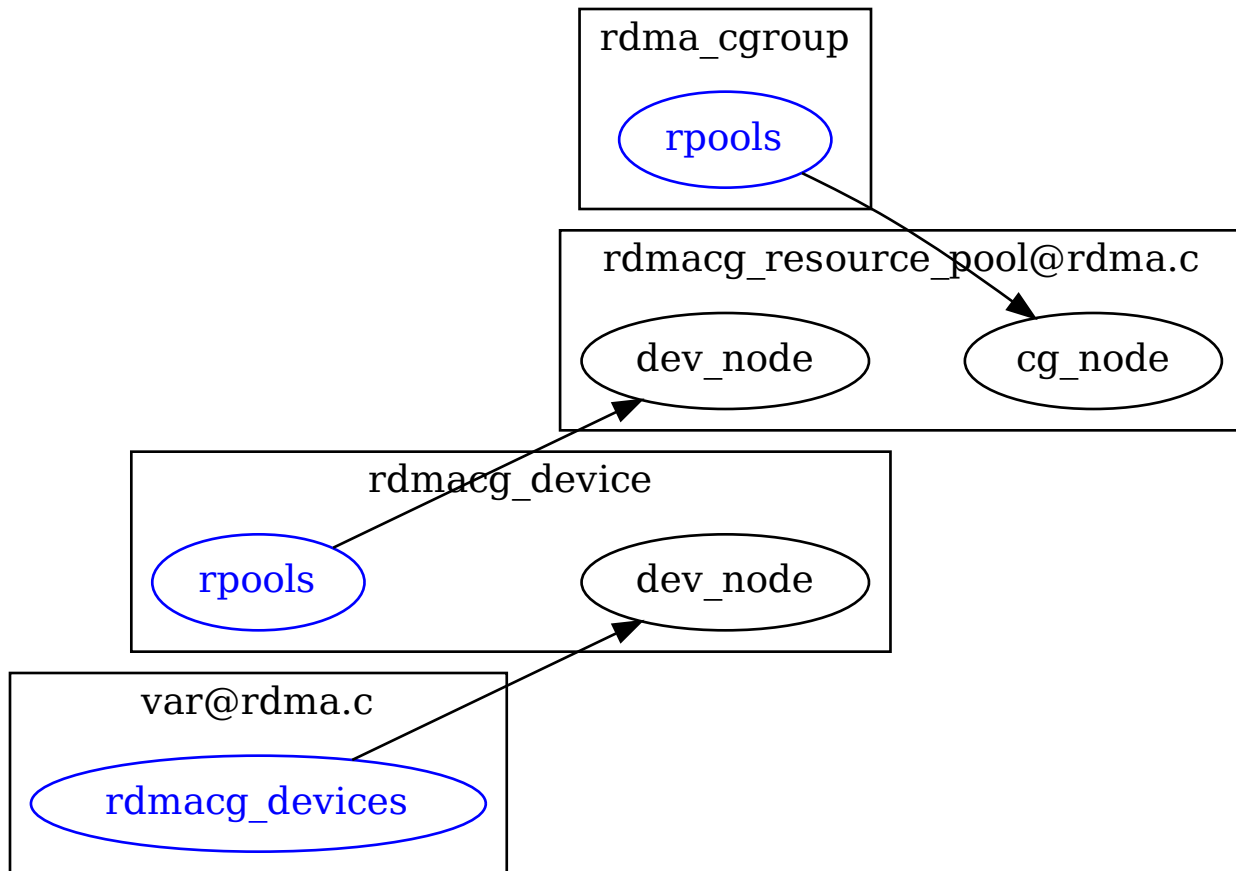 rdma_cgroup
rpools
rdmacg_resource_pool@rdma.c
dev_node
cg_node
rdmacg_device
rpools
dev_node
var@rdma.c
rdmacg_devices